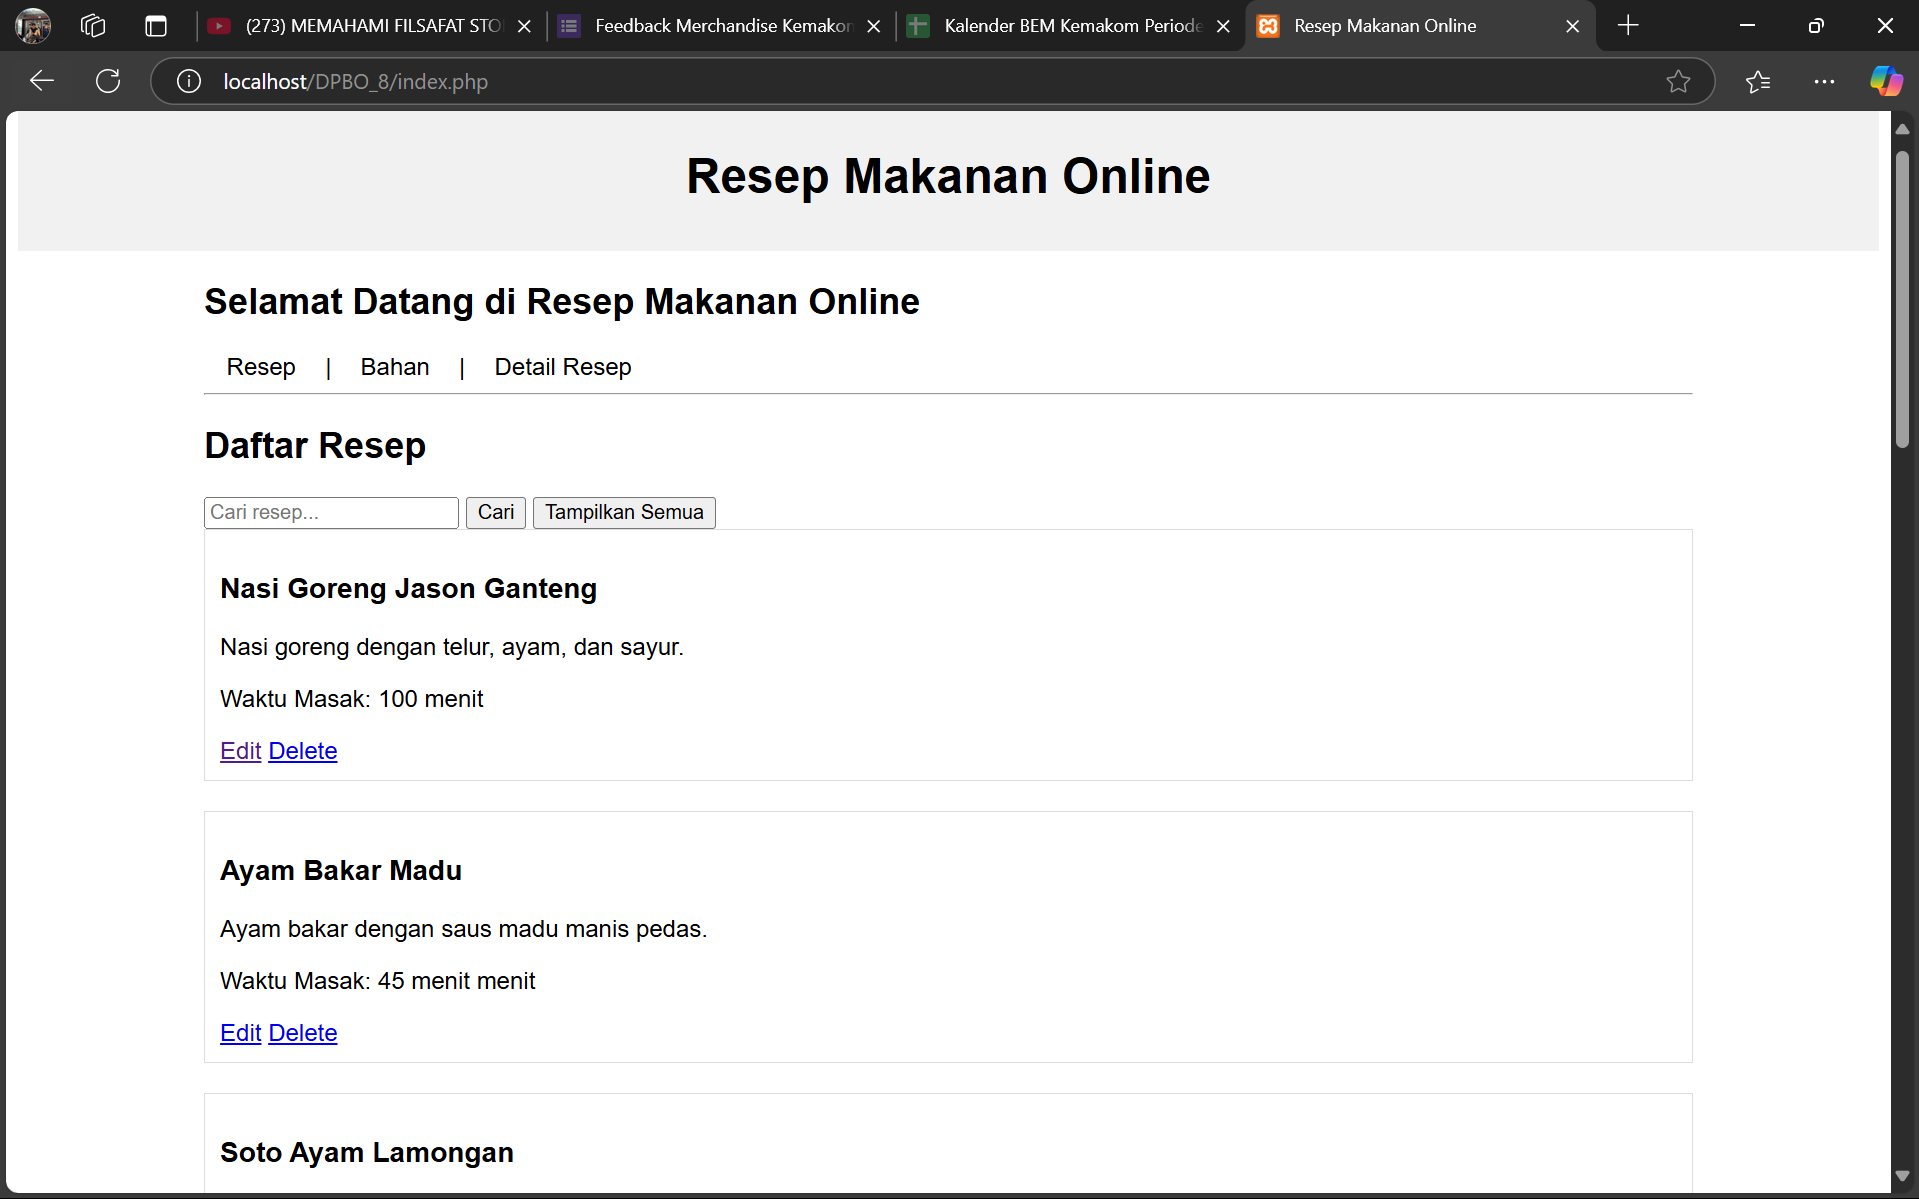 (273) MEMAHAMI FILSAFAT STO
Feedback Merchandise Kemakom
Kalender BEM Kemakom Periode
Resep Makanan Online
localhost/DPBO_8/index.php
Resep Makanan Online
Selamat Datang di Resep Makanan Online
Resep | Bahan | Detail Resep
Daftar Resep
Cari resep... Cari Tampilkan Semua
Nasi Goreng Jason Ganteng
Nasi goreng dengan telur, ayam, dan sayur.
Waktu Masak: 100 menit
Edit Delete
Ayam Bakar Madu
Ayam bakar dengan saus madu manis pedas.
Waktu Masak: 45 menit menit
Edit Delete
Soto Ayam Lamongan